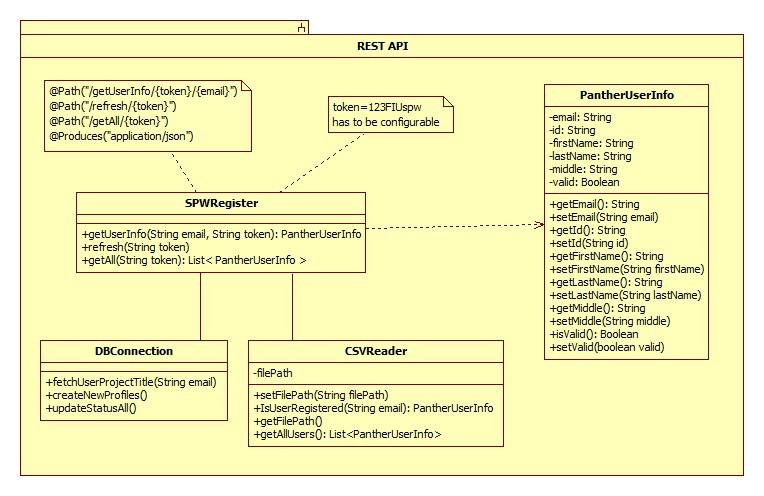 REST API
@Path("/getUserInfo/{token}/{email}")
@Path("/refresh/{token}")
@Path("/getAll/{token}")
@Produces("application/json")
token=123FIUspw
has to be configurable
PantherUserInfo
-email: String
-id: String
-firstName: String
-lastName: String
-middle: String
-valid: Boolean
+getEmail(): String
+setEmail(String email)
+getId(): String
+setId(String id)
+getFirstName(): String
+setFirstName(String firstName)
+getLastName(): String
+setLastName(String lastName)
+getMiddle(): String
+setMiddle(String middle)
+isValid(): Boolean
+setValid(boolean valid)
SPWRegister
+getUserInfo(String email, String token): PantherUserInfo
+refresh(String token)
+getAll(String token): List< PantherUserInfo >
DBConnection
+fetchUserProjectTitle(String email)
+createNewProfiles()
+updateStatusAll()
CSVReader
-filePath
+setFilePath(String filePath)
+IsUserRegistered(String email): PantherUserInfo
+getFilePath()
+getAllUsers(): List<PantherUserInfo>